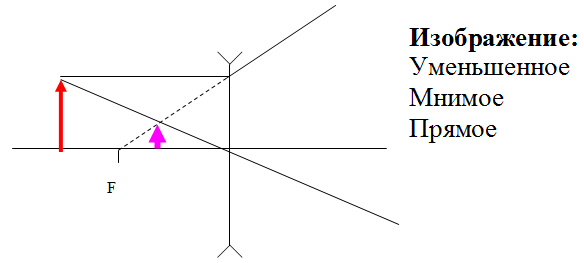 Изображение:
Уменьшенное
Мнимое
Прямое
F